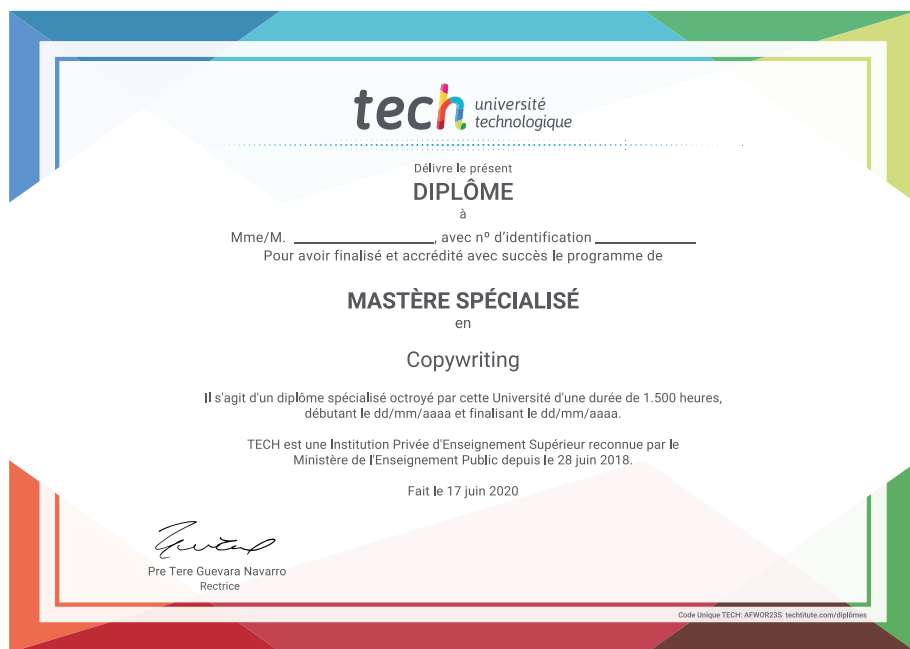 tech université
technologique
Délivre le présent
DIPLÔME
à
Mme/M. ____________, avec nº d'identification ____________
Pour avoir finalisé et accrédité avec succès le programme de
MASTÈRE SPÉCIALISÉ
en
Copywriting
Il s'agit d'un diplôme spécialisé octroyé par cette Université d'une durée de 1.500 heures,
débutant le dd/mm/aaaa et finalisant le dd/mm/aaaa.
TECH est une Institution Privée d'Enseignement Supérieur reconnue par le
Ministère de l'Enseignement Public depuis le 28 juin 2018.
Fait le 17 juin 2020
Pre Tere Guevara Navarro
Rectrice
Code Unique TECH: AFWOR23S techtitute.com/diplômes